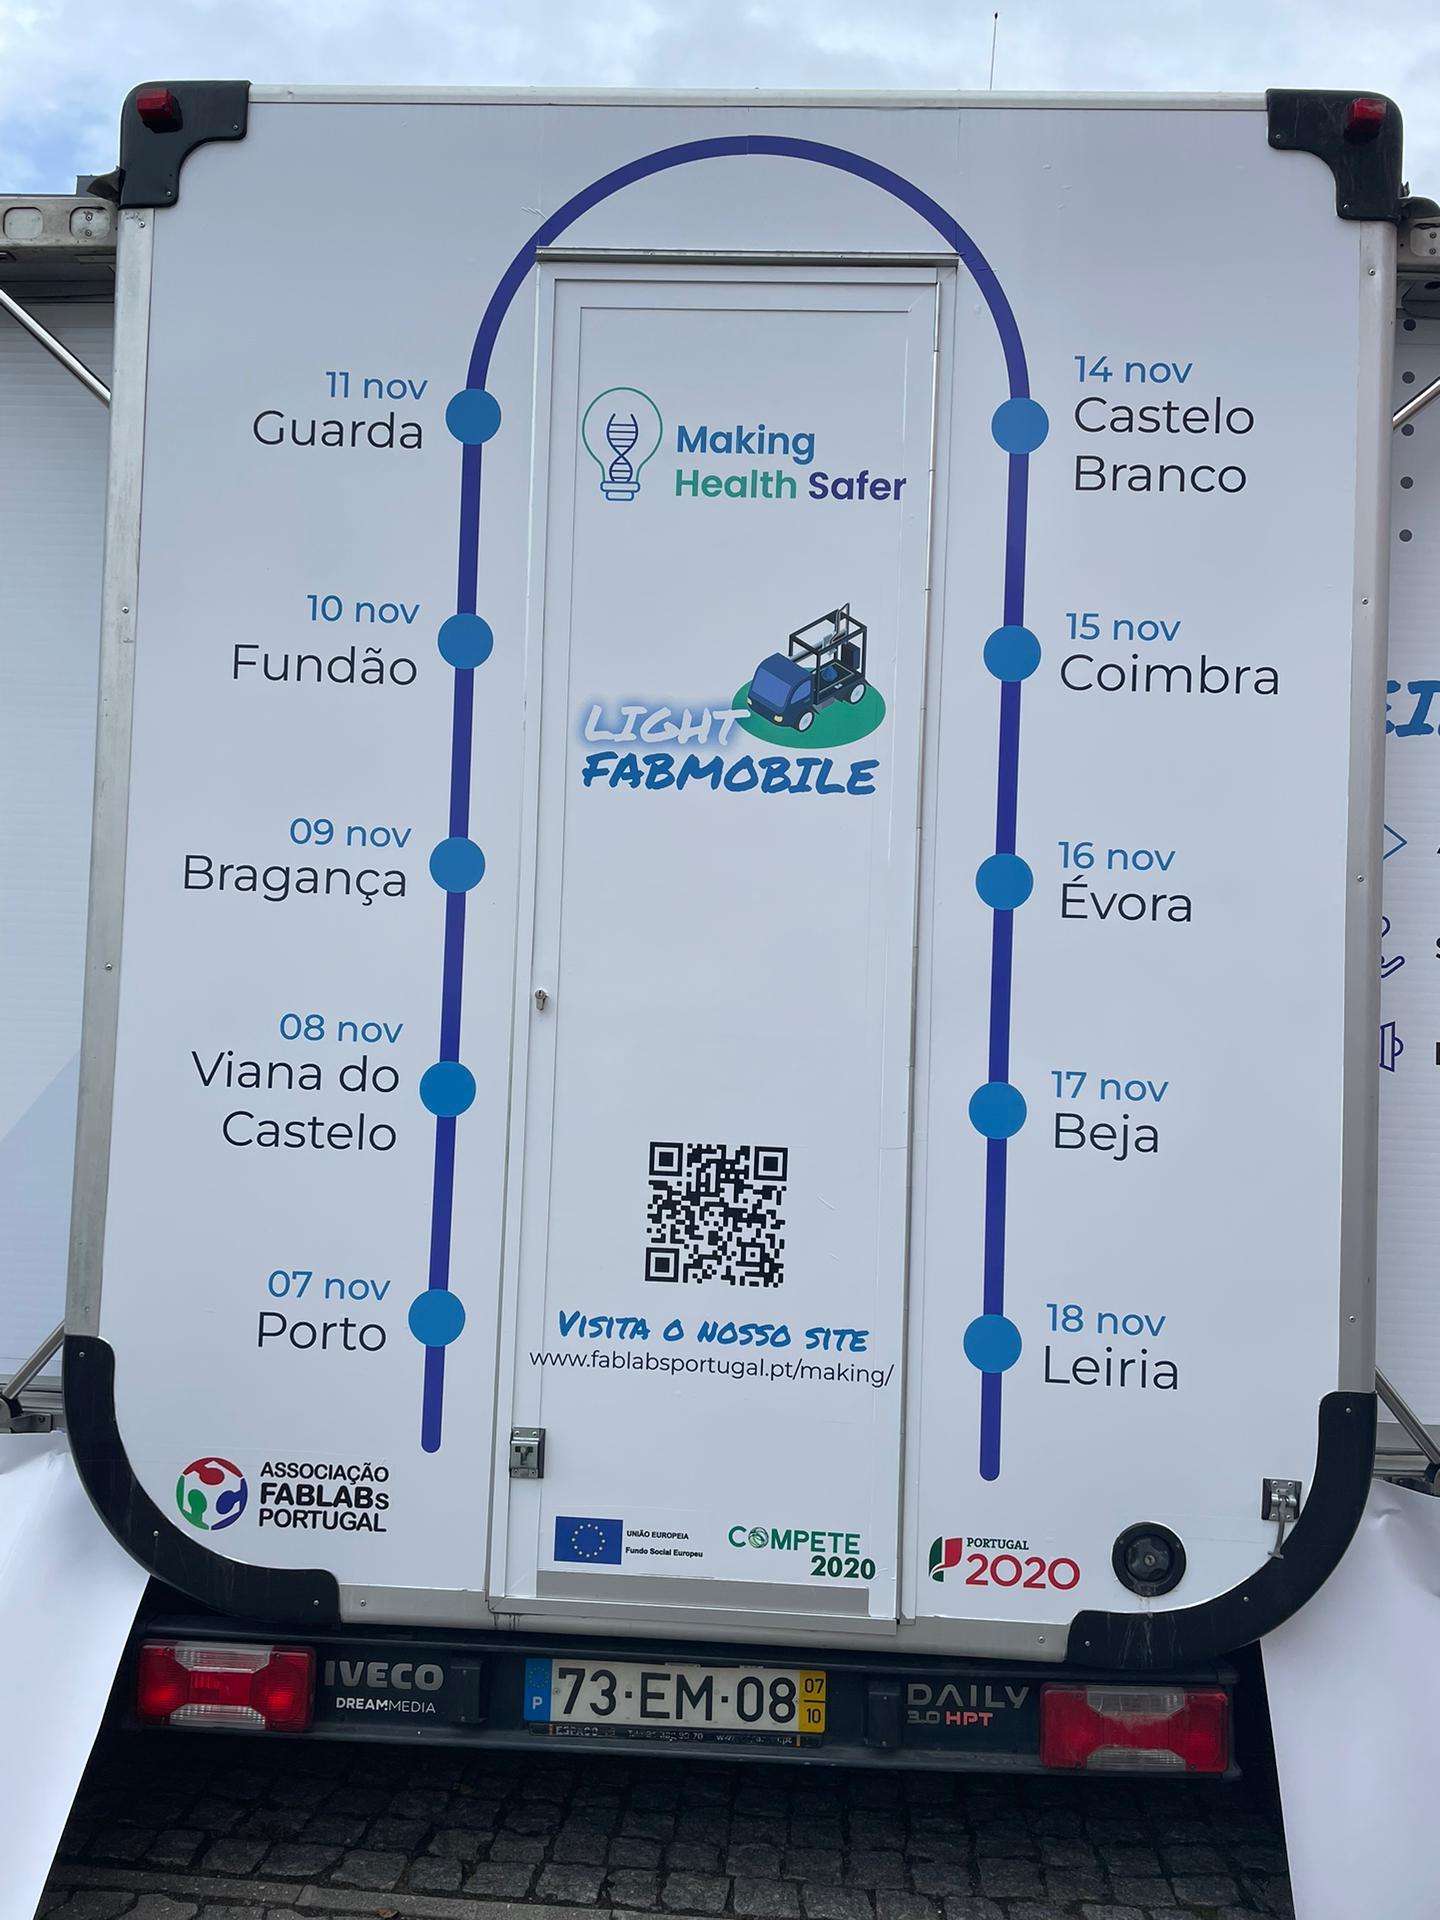 11 nov
Guarda
10 nov
Fundão
09 nov
Bragança
08 nov
Viana do
Castelo
07 nov
Porto
Making
Health Safer
LIGHT
FABMOBILE
VISITA O NOSSO SITE
www.fablabsportugal.pt/making/
14 nov
Castelo
Branco
15 nov
Coimbra
16 nov
Évora
17 nov
Beja
18 nov
Leiria
ASSOCIAÇÃO
FABLABs
PORTUGAL
UNIÃO EUROPEIA
Fundo Social Europeu
COMPETE
2020
PORTUGAL
2020
IVECO
DREAMMEDIA
P
73·EM·08
07
10
DAILY
3.0 HPT